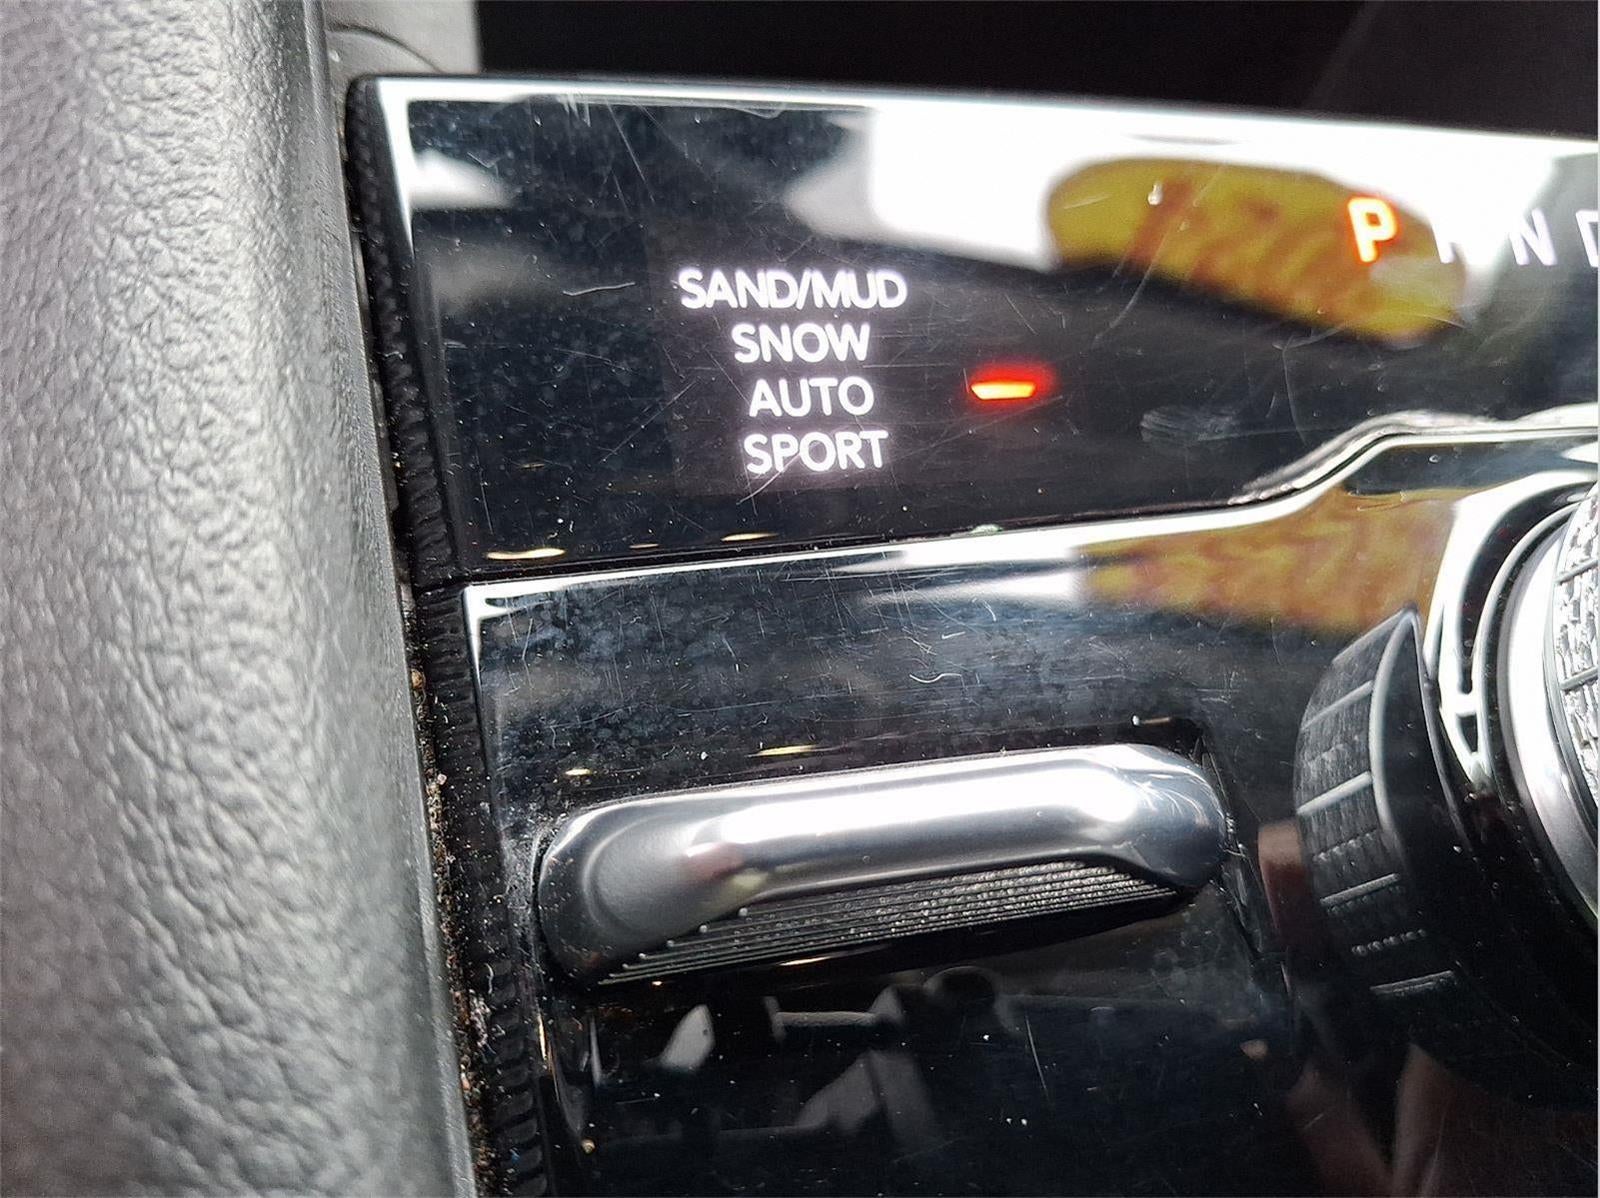 SAND/MUD
SNOW
AUTO
SPORT
P R N D